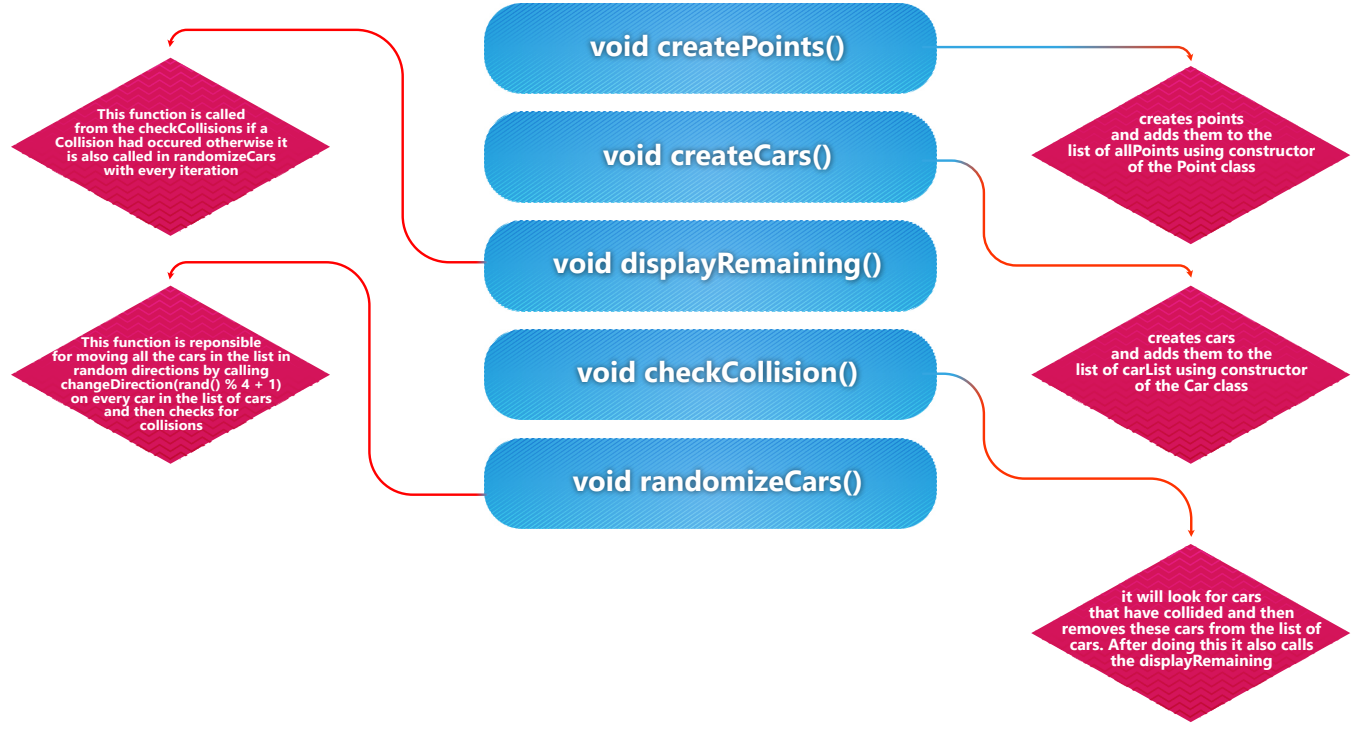 void createPoints()
void createCars()
void displayRemaining()
void checkCollision()
void randomizeCars()
This function is called
from the checkCollisions if a
Collision had occured otherwise it
is also called in randomizeCars
with every iteration
This function is reponsible
for moving all the cars in the list in
random directions by calling
changeDirection(rand() % 4 + 1)
on every car in the list of cars
and then checks for
collisions
creates points
and adds them to the
list of allPoints using constructor
of the Point class
creates cars
and adds them to the
list of carList using constructor
of the Car class
it will look for cars
that have collided and then
removes these cars from the list of
cars. After doing this it also calls
the displayRemaining